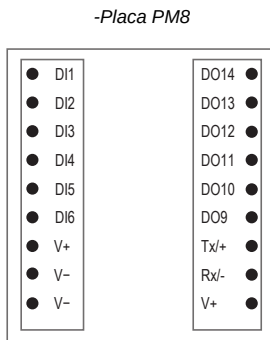 -Placa PM8
DI1
DI2
DI3
DI4
DI5
DI6
V+
V−
V−
DO14
DO13
DO12
DO11
DO10
DO9
Tx/+
Rx/-
V+